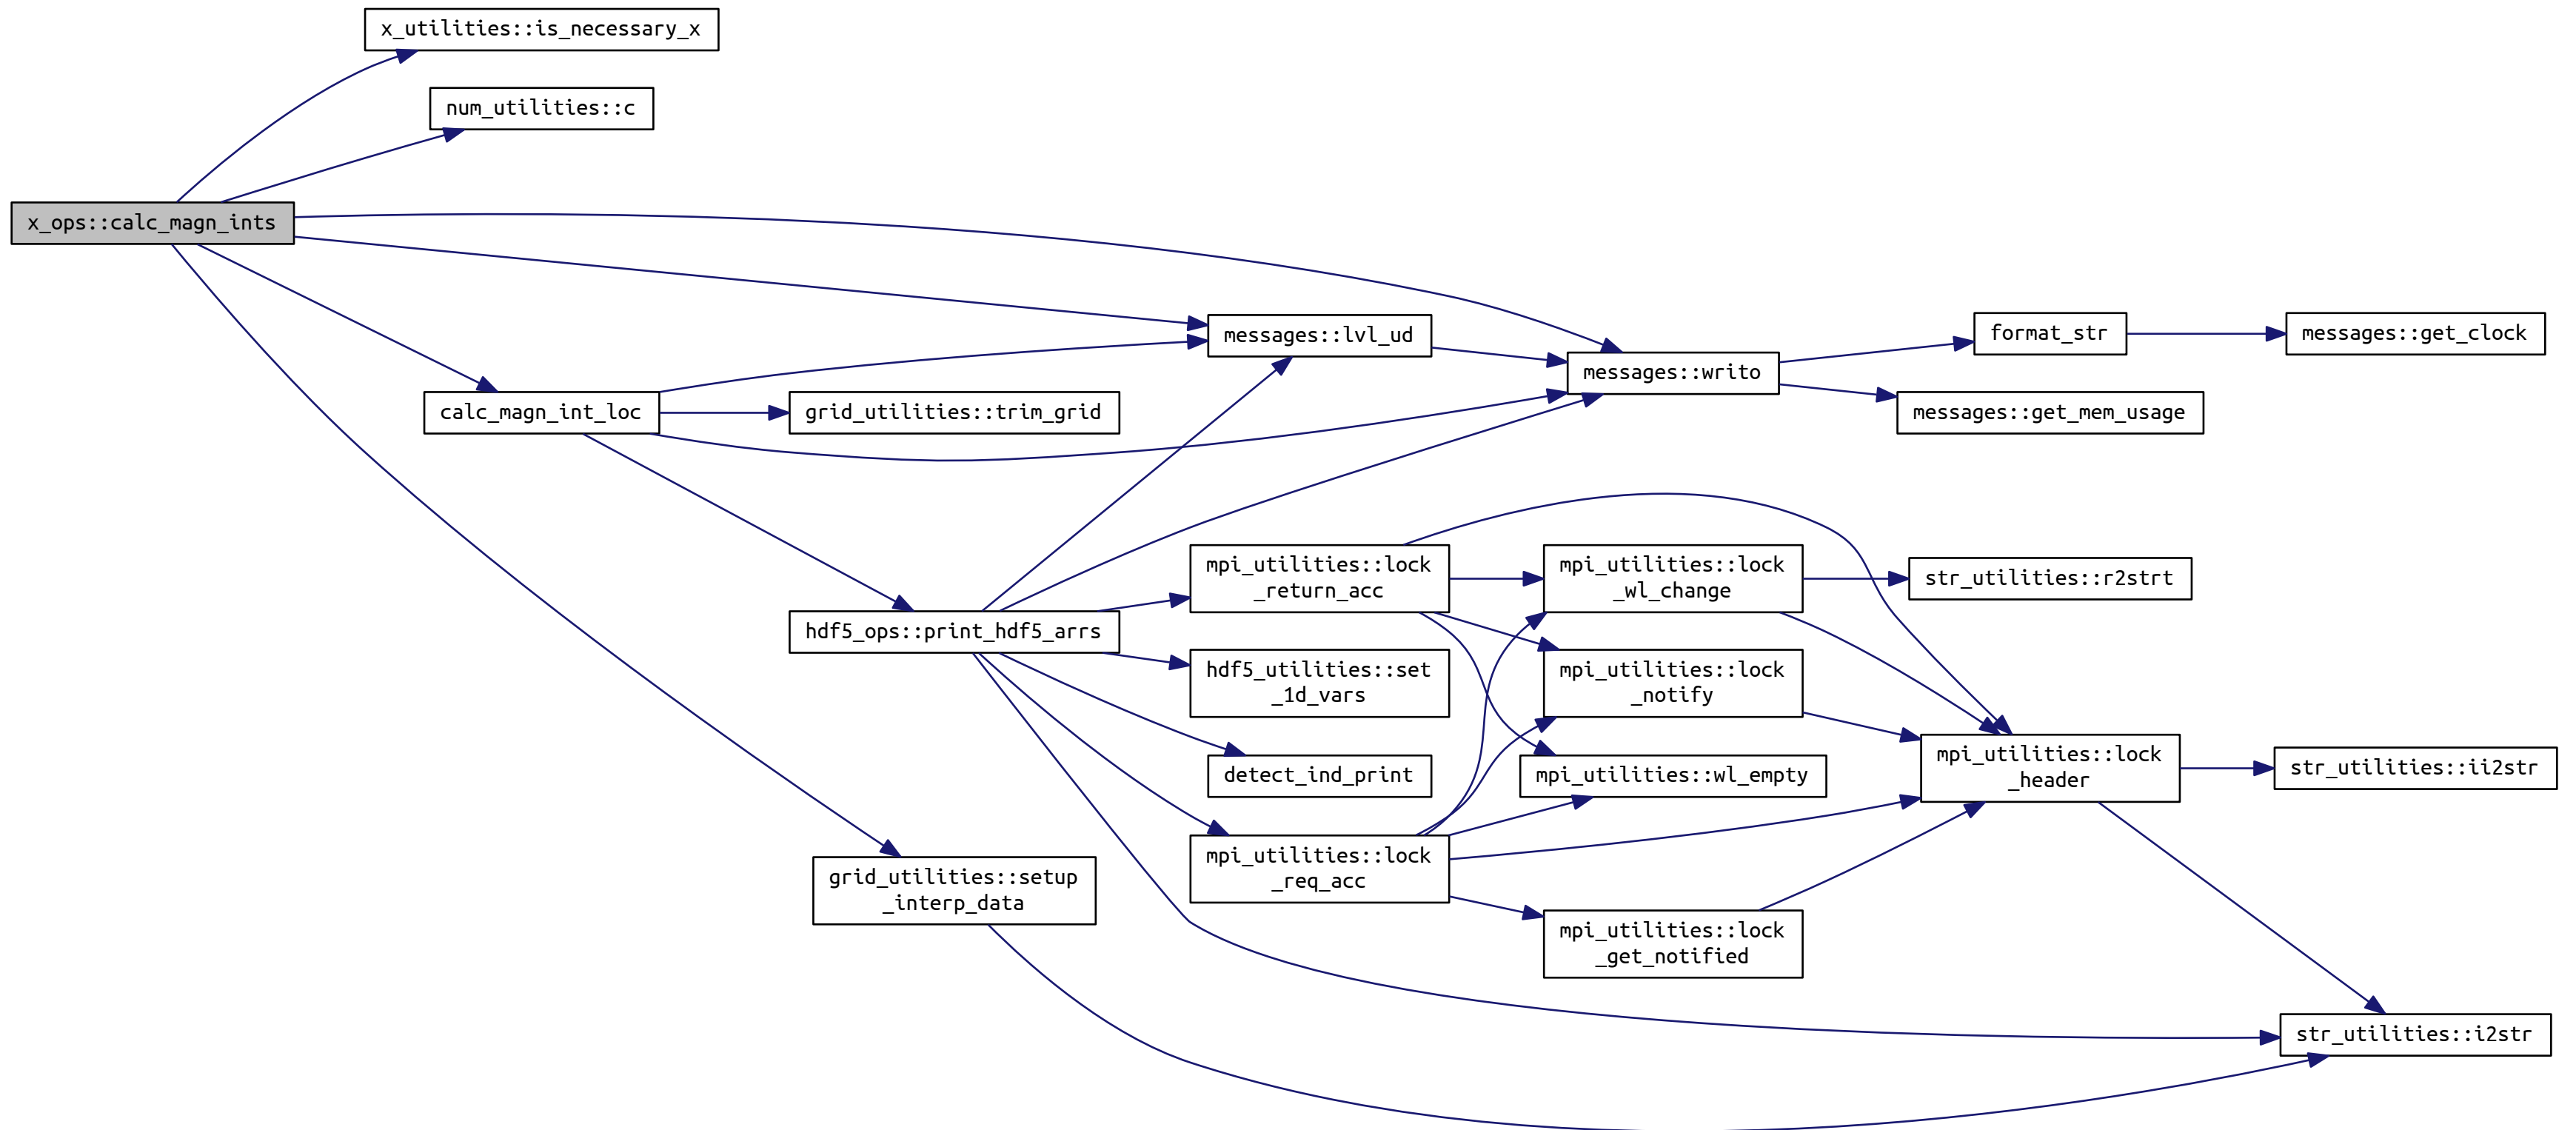 x_utilities::is_necessary_x
num_utilities::c
x_ops::calc_magn_ints
messages::lvl_ud
format_str
messages::get_clock
messages::writo
calc_magn_int_loc
grid_utilities::trim_grid
messages::get_mem_usage
mpi_utilities::lock
_return_acc
mpi_utilities::lock
_wl_change
str_utilities::r2strt
hdf5_ops::print_hdf5_arrs
hdf5_utilities::set
_1d_vars
mpi_utilities::lock
_notify
detect_ind_print
mpi_utilities::wl_empty
mpi_utilities::lock
_header
str_utilities::ii2str
grid_utilities::setup
_interp_data
mpi_utilities::lock
_req_acc
mpi_utilities::lock
_get_notified
str_utilities::i2str